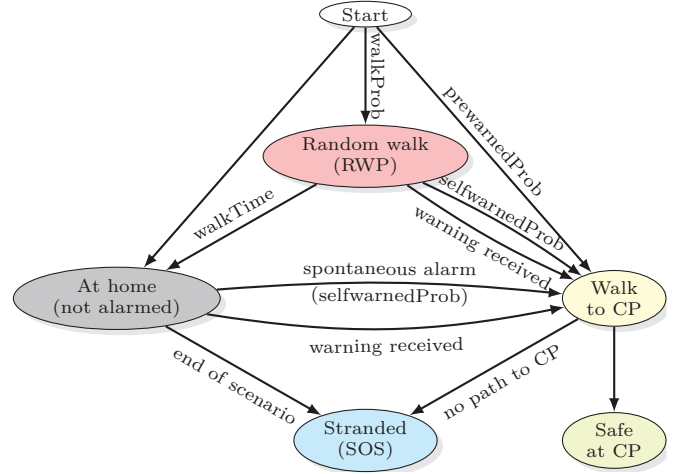 Start
walkProb
prewarnedProb
Random walk
(RWP)
selfwarnedProb
walkTime
warning received
At home
(not alarmed)
spontaneous alarm
(selfwarnedProb)
Walk
to CP
warning received
end of scenario
no path to CP
Stranded
(SOS)
Safe
at CP